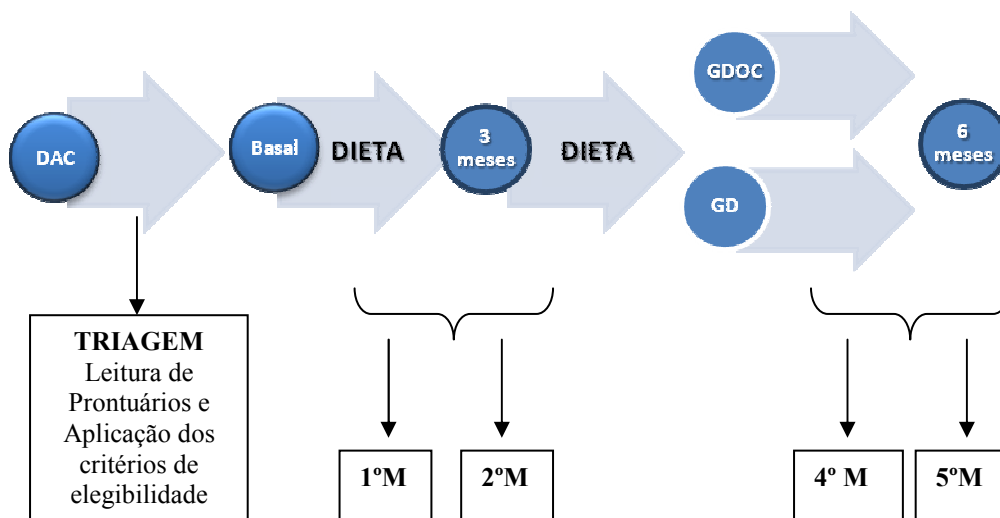 DAC
Basal
DIETA
3
meses
DIETA
GDOC
GD
6
meses
TRIAGEM
Leitura de
Prontuários e
Aplicação dos
critérios de
elegibilidade
1ºM
2ºM
4º M
5ºM